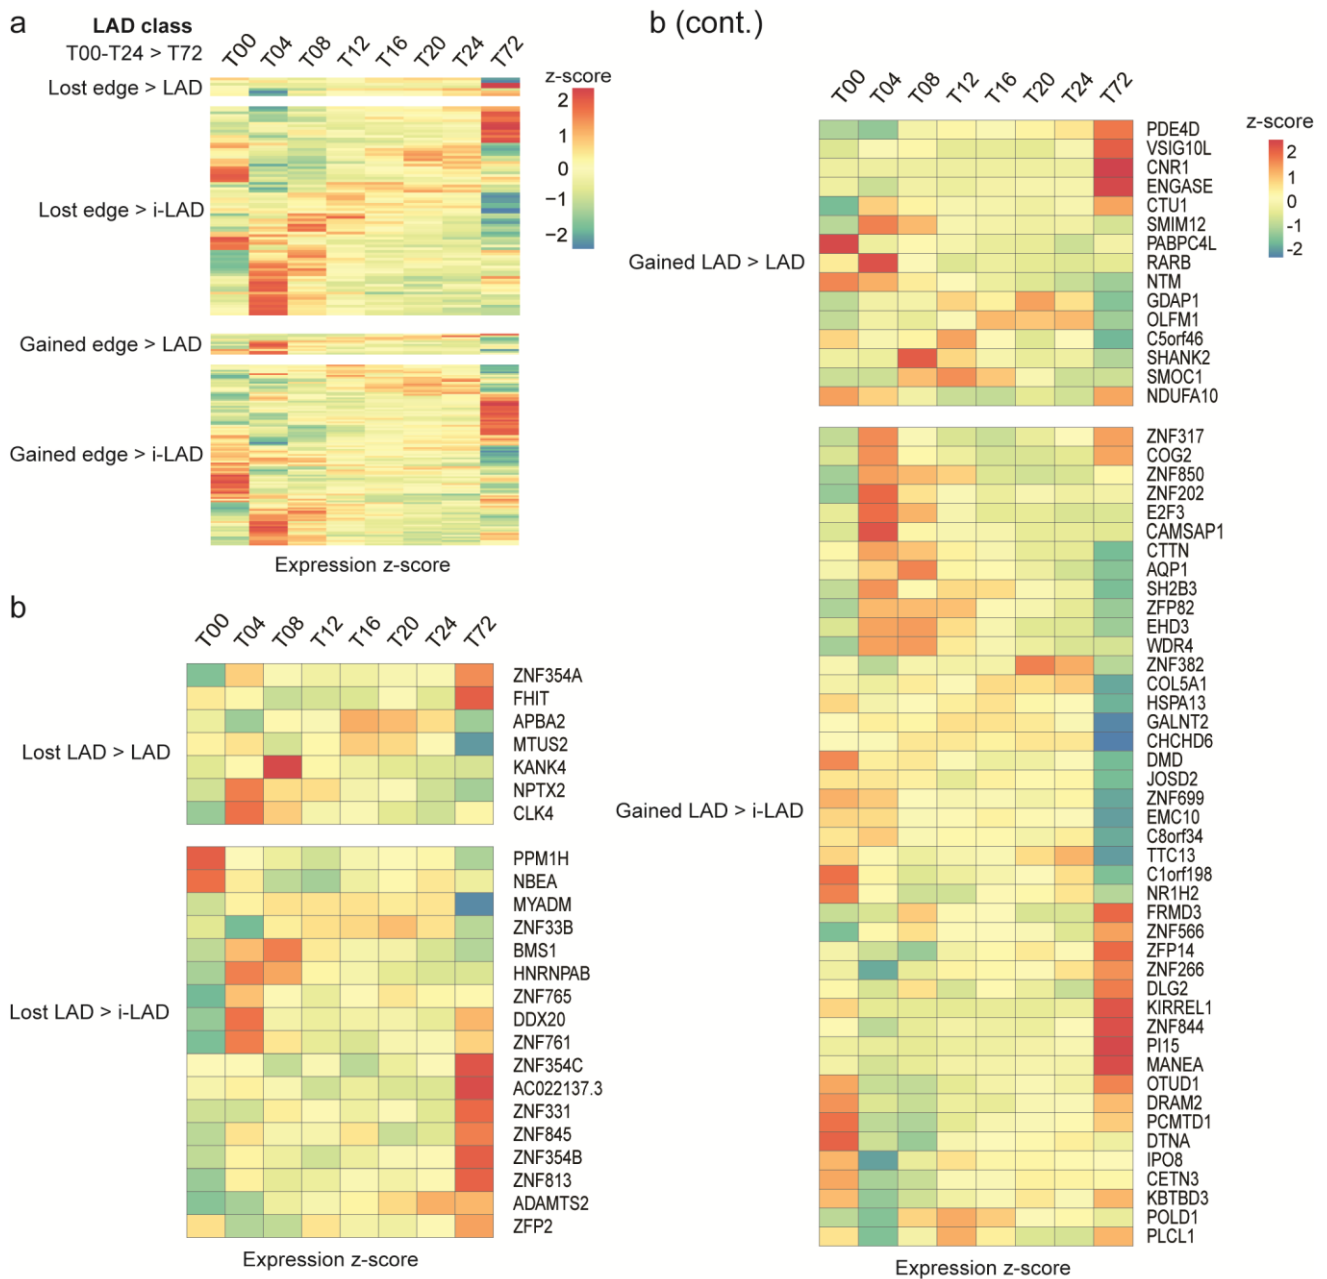 a
LAD class
T00-T24 > T72
T00 T04 T08 T12 T16 T20 T24 T72
Lost edge > LAD
Lost edge > i-LAD
Gained edge > LAD
Gained edge > i-LAD
z-score
2
1
0
−1
−2
Expression z-score
b
T00 T04 T08 T12 T16 T20 T24 T72
Lost LAD > LAD
ZNF354A
FHIT
APBA2
MTUS2
KANK4
NPTX2
CLK4
Lost LAD > i-LAD
PPM1H
NBEA
MYADM
ZNF33B
BMS1
HNRNPAB
ZNF765
DDX20
ZNF761
ZNF354C
AC022137.3
ZNF331
ZNF845
ZNF354B
ZNF813
ADAMTS2
ZFP2
Expression z-score
b (cont.)
T00 T04 T08 T12 T16 T20 T24 T72
z-score
2
1
0
-1
-2
Gained LAD > LAD
PDE4D
VSIG10L
CNR1
ENGASE
CTU1
SMIM12
PABPC4L
RARB
NTM
GDAP1
OLFM1
C5orf46
SHANK2
SMOC1
NDUFA10
Gained LAD > i-LAD
ZNF317
COG2
ZNF850
ZNF202
E2F3
CAMSAP1
CTTN
AQP1
SH2B3
ZFP82
EHD3
WDR4
ZNF382
COL5A1
HSPA13
GALNT2
CHCHD6
DMD
JOSD2
ZNF699
EMC10
C8orf34
TTC13
C1orf198
NR1H2
FRMD3
ZNF566
ZFP14
ZNF266
DLG2
KIRREL1
ZNF844
PI15
MANEA
OTUD1
DRAM2
PCMTD1
DTNA
IPO8
CETN3
KBTBD3
POLD1
PLCL1
Expression z-score